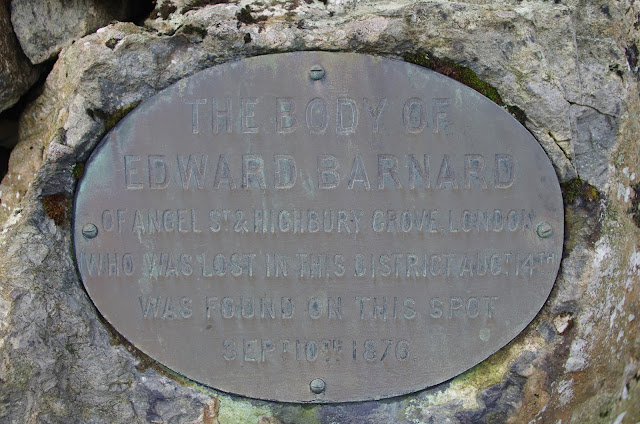 THE BODY OF
EDWARD BARNARD
OF ANGEL ST & HIGHBURY GROVE LONDON
WHO WAS LOST IN THIS DISTRICT AUGT 14TH
WAS FOUND ON THIS SPOT
SEPT 10TH 1876.